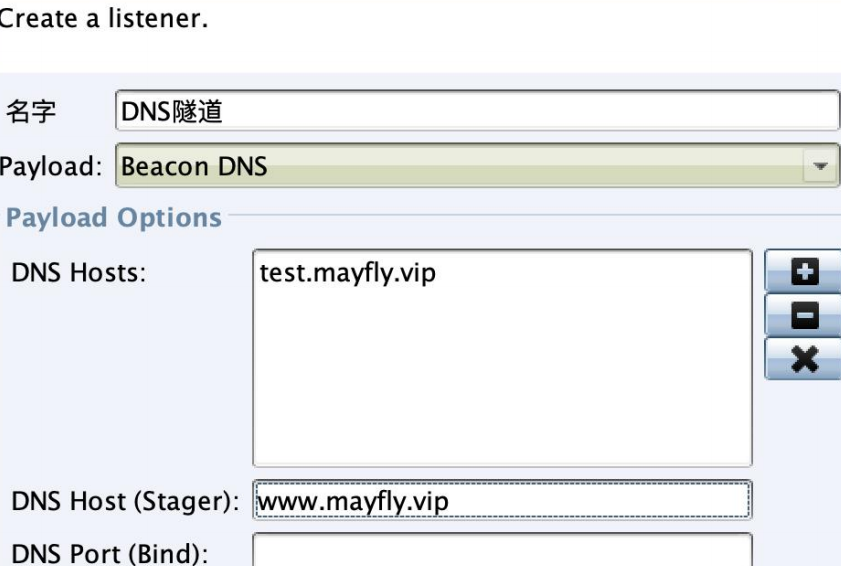 Create a listener.
名字 DNS隧道
Payload: Beacon DNS
Payload Options
DNS Hosts: test.mayfly.vip
DNS Host (Stager): www.mayfly.vip
DNS Port (Bind):